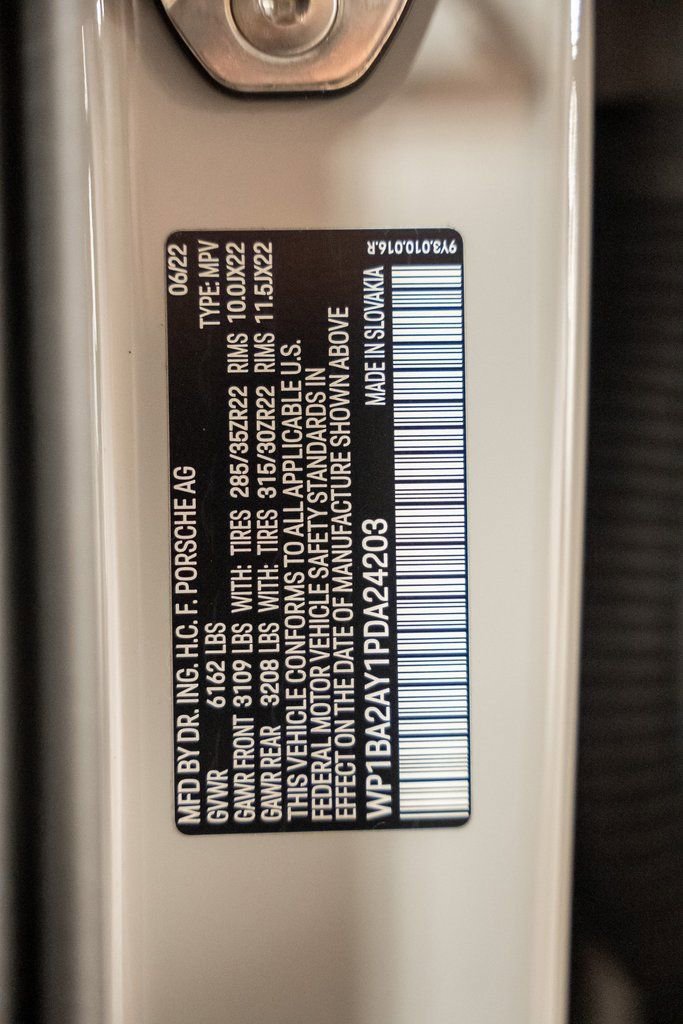 MFD BY DR. ING. H.C. F. PORSCHE AG 06/22
GVWR 6162 LBS TYPE: MPV
GAWR FRONT 3109 LBS WITH: TIRES 285/35ZR22 RIMS 10.0JX22
GAWR REAR 3208 LBS WITH: TIRES 315/30ZR22 RIMS 11.5JX22
THIS VEHICLE CONFORMS TO ALL APPLICABLE U.S.
FEDERAL MOTOR VEHICLE SAFETY STANDARDS IN
EFFECT ON THE DATE OF MANUFACTURE SHOWN ABOVE
WP1BA2AY1PDA24203 MADE IN SLOVAKIA
9Y3.010.016.R